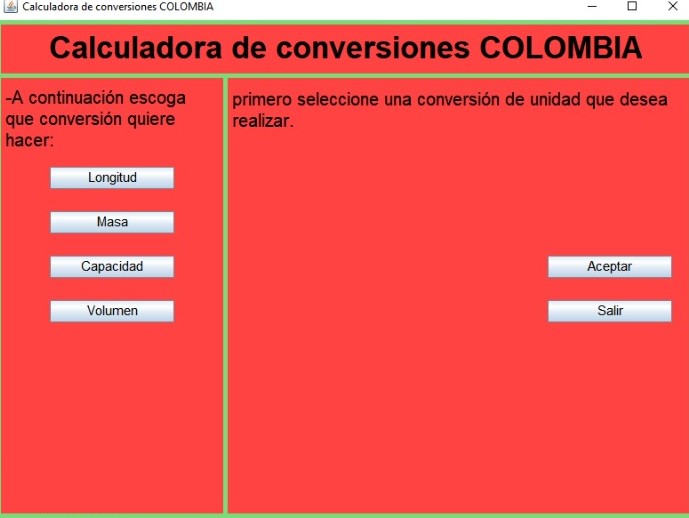 Calculadora de conversiones COLOMBIA
Calculadora de conversiones COLOMBIA
-A continuación escoga
que conversión quiere
hacer:
Longitud
Masa
Capacidad
Volumen
primero seleccione una conversión de unidad que desea
realizar.
Aceptar
Salir